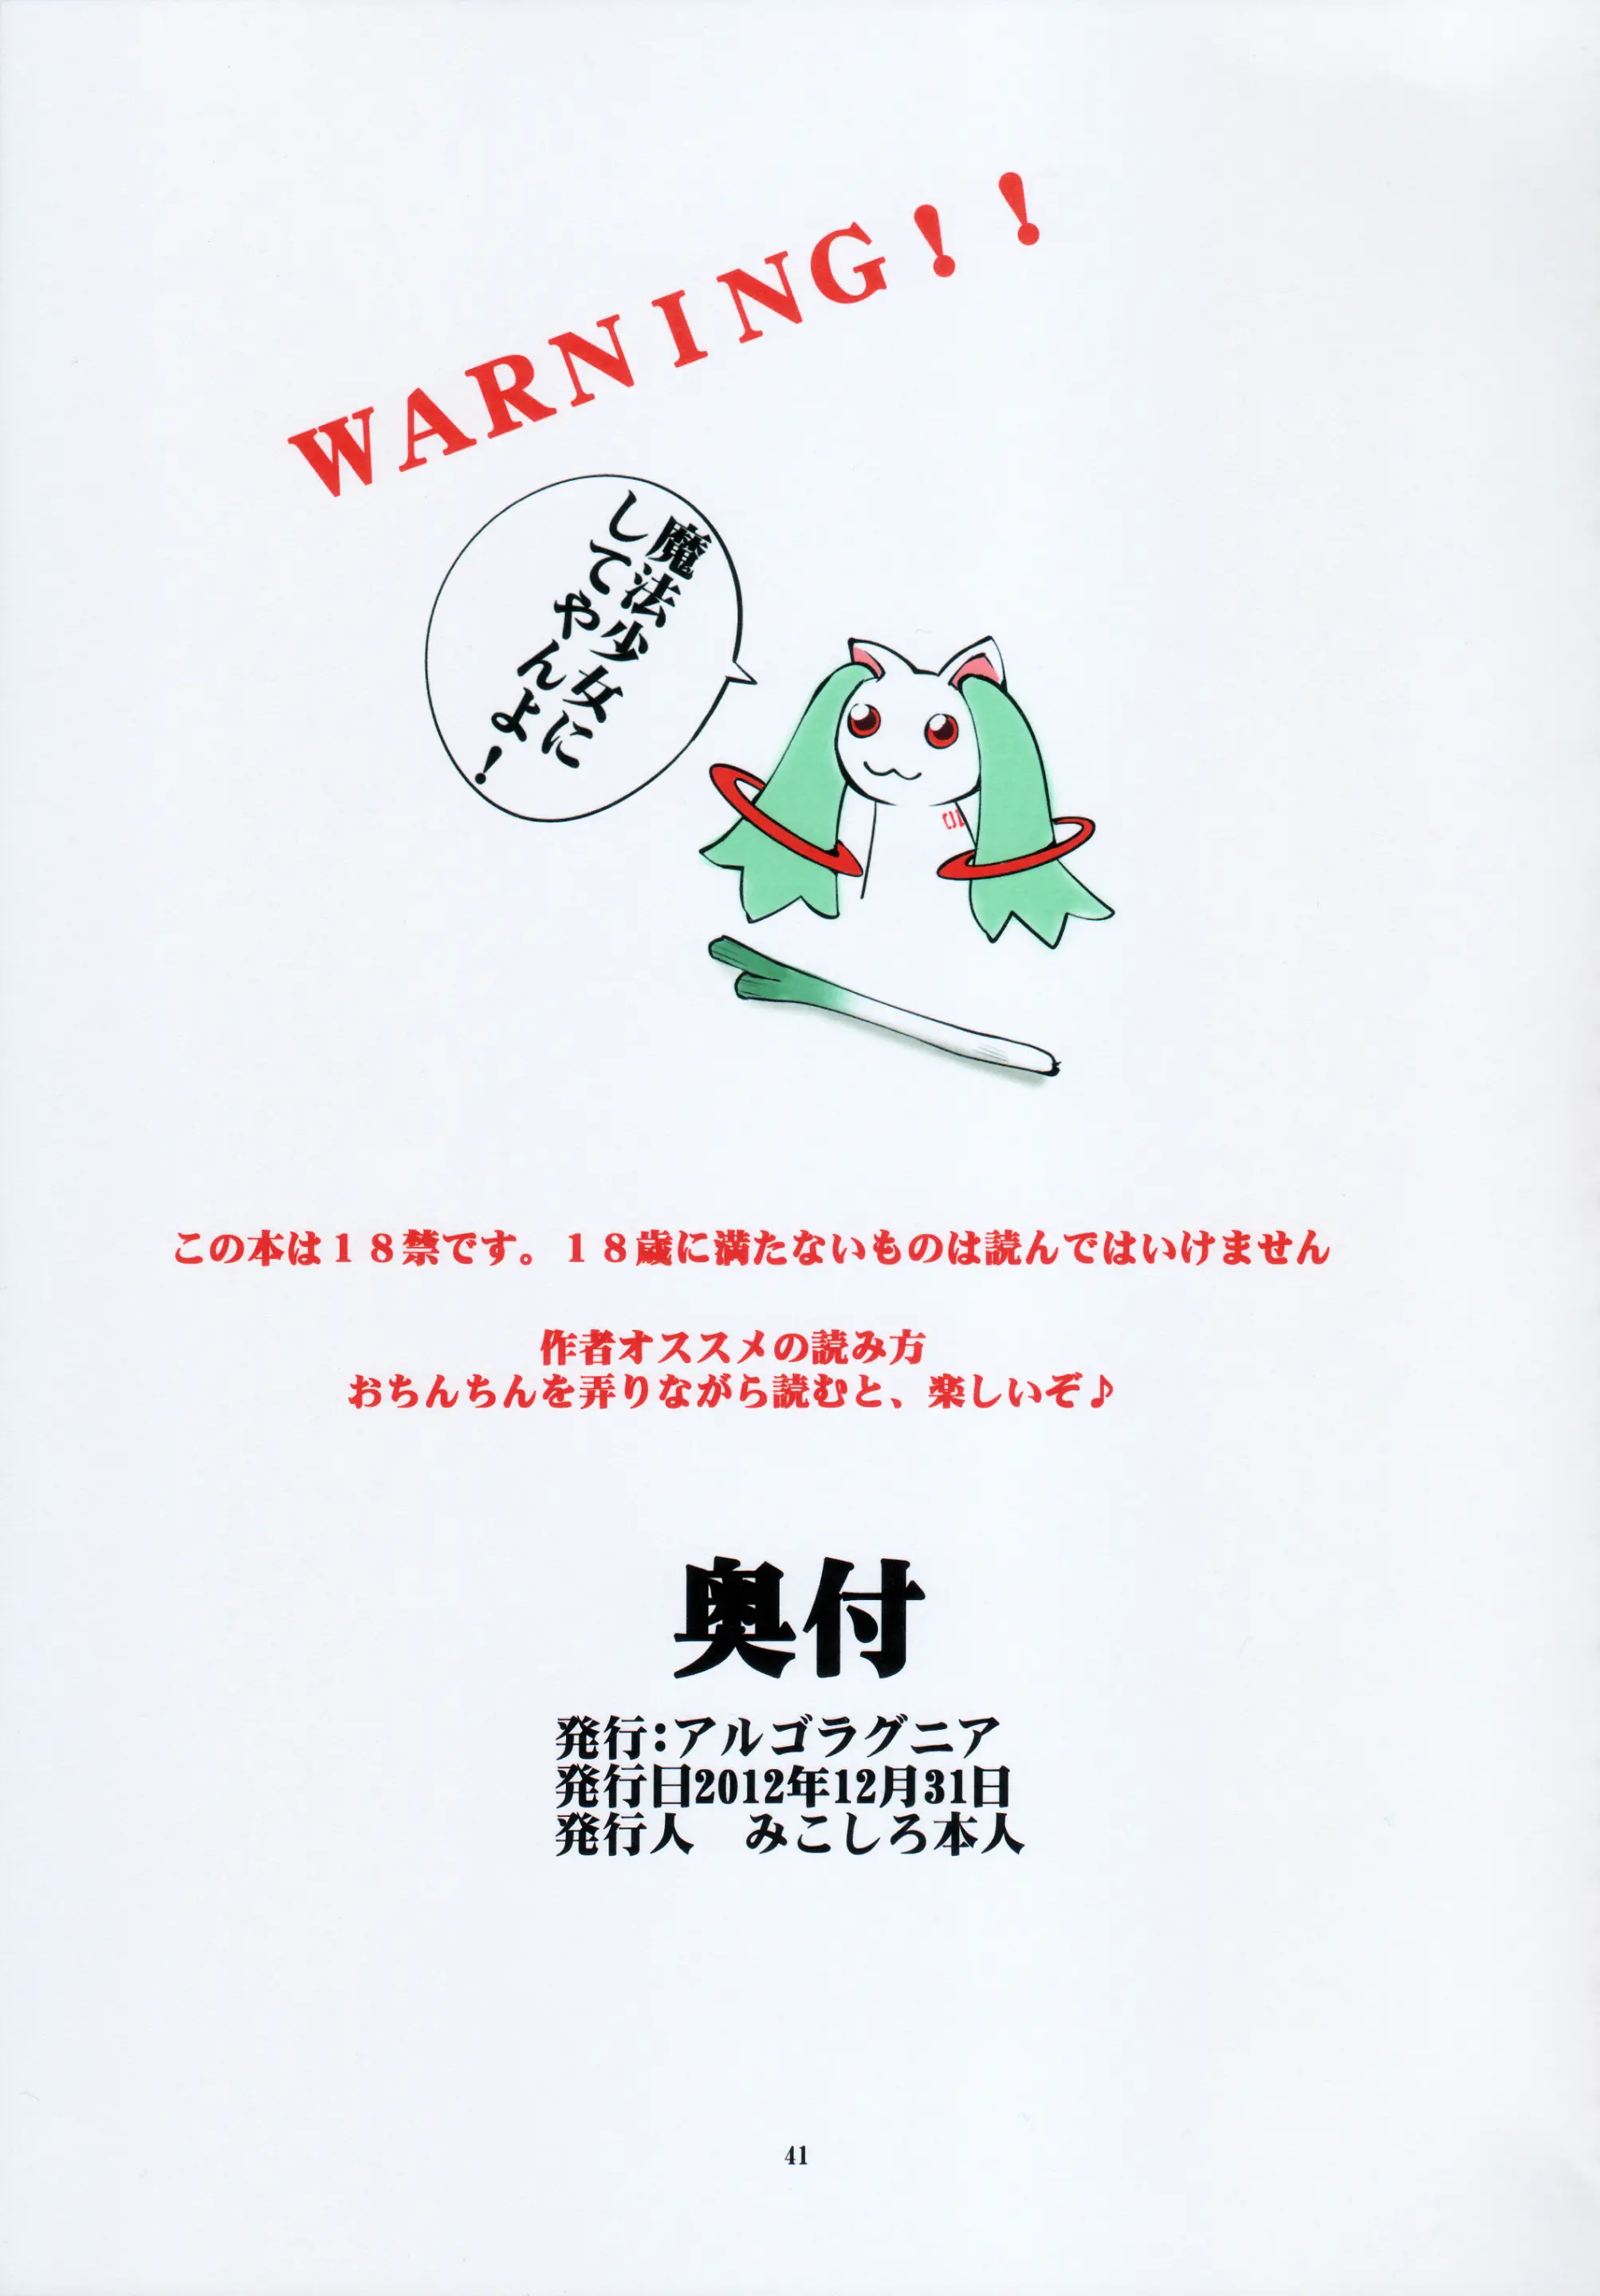 WARNING！！
魔法少女に
してやんよ！
01
この本は１８禁です。１８歳に満たないものは読んではいけません
作者オススメの読み方
おちんちんを弄りながら読むと、楽しいぞ♪
奥付
発行：アルゴラグニア
発行日2012年12月31日
発行人　みこしろ本人
41